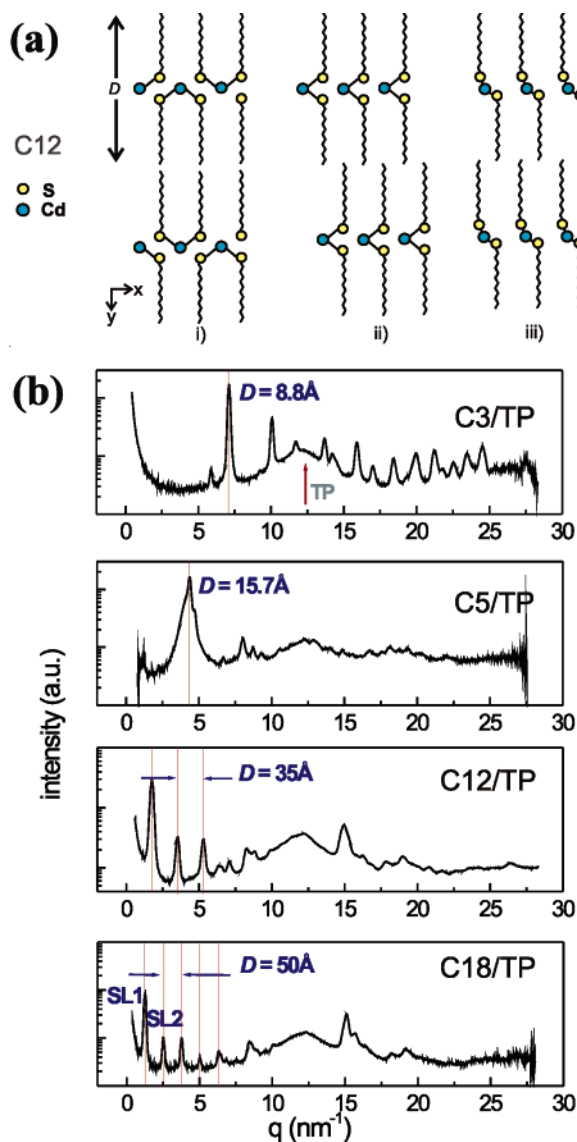 (a)
D
C12
S
Cd
x
y
i)
ii)
iii)
(b)
D = 8.8Å
C3/TP
TP
0 5 10 15 20 25 30
D = 15.7Å
C5/TP
0 5 10 15 20 25 30
intensity (a.u.)
D = 35Å
C12/TP
0 5 10 15 20 25 30
D = 50Å
C18/TP
SL1
SL2
0 5 10 15 20 25 30
q (nm⁻¹)